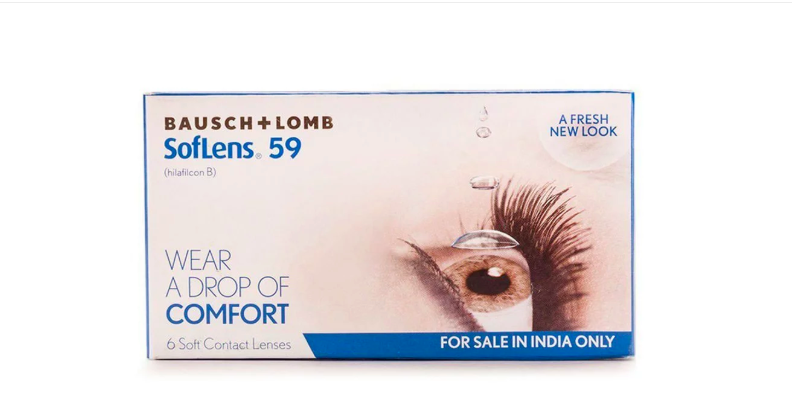 BAUSCH+LOMB
SofLens® 59
(hilafilcon B)
A FRESH
NEW LOOK
WEAR
A DROP OF
COMFORT
6 Soft Contact Lenses
FOR SALE IN INDIA ONLY